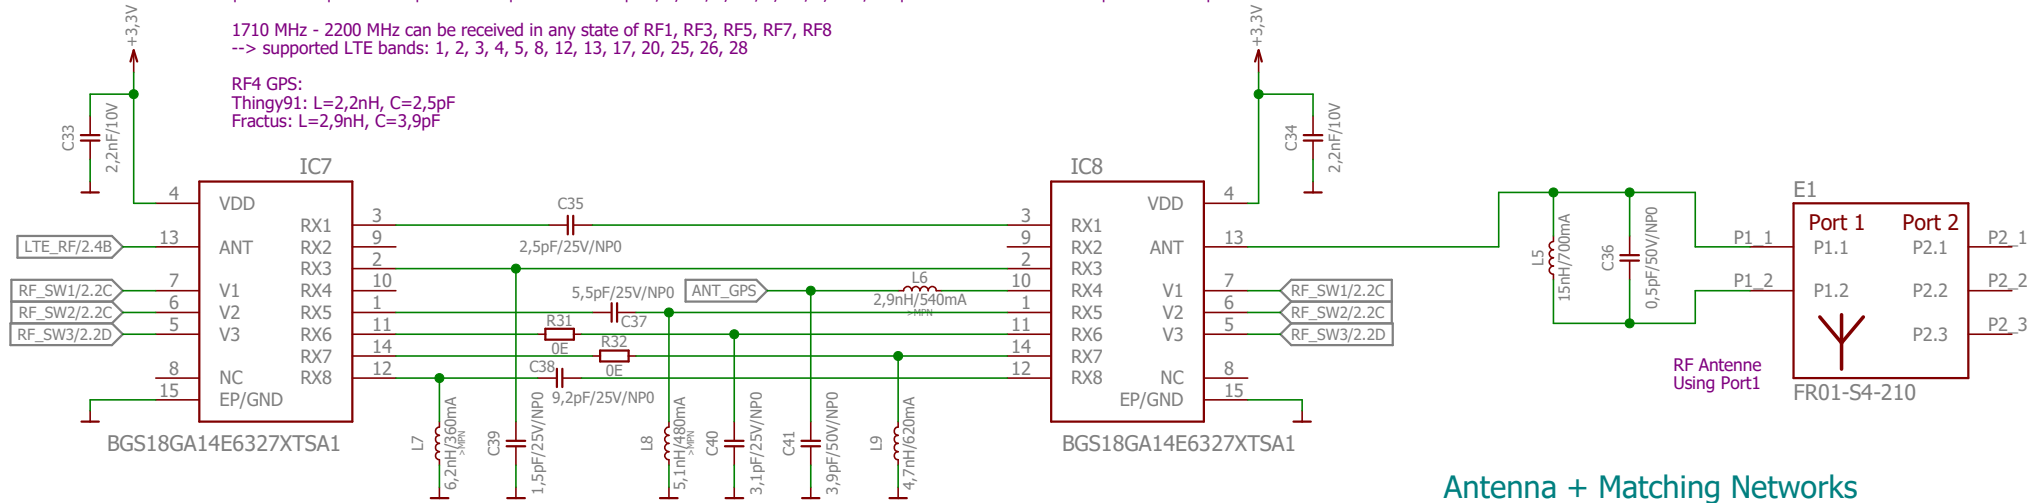 1710 MHz - 2200 MHz can be received in any state of RF1, RF3, RF5, RF7, RF8
--> supported LTE bands: 1, 2, 3, 4, 5, 8, 12, 13, 17, 20, 25, 26, 28
RF4 GPS:
Thingy91: L=2,2nH, C=2,5pF
Fractus: L=2,9nH, C=3,9pF
+3,3V
C33
2,2nF/10V
IC7
4
VDD
LTE_RF/2.4B
13
ANT
RF_SW1/2.2C
7
V1
RF_SW2/2.2C
6
V2
RF_SW3/2.2D
5
V3
8
NC
15
EP/GND
RX1
3
RX2
9
RX3
2
RX4
10
RX5
1
RX6
11
RX7
14
RX8
12
BGS18GA14E6327XTSA1
C35
2,5pF/25V/NP0
5,5pF/25V/NP0
C37
ANT_GPS
L6
2,9nH/540mA
>MPN
R31
0E
R32
0E
C38
9,2pF/25V/NP0
L7
6,2nH/360mA
>MPN
C39
1,5pF/25V/NP0
L8
5,1nH/480mA
>MPN
C40
3,1pF/25V/NP0
C41
3,9pF/50V/NP0
L9
4,7nH/620mA
+3,3V
C34
2,2nF/10V
IC8
3
RX1
9
RX2
2
RX3
10
RX4
1
RX5
11
RX6
14
RX7
12
RX8
VDD
4
ANT
13
V1
7
RF_SW1/2.2C
V2
6
RF_SW2/2.2C
V3
5
RF_SW3/2.2D
NC
8
EP/GND
15
BGS18GA14E6327XTSA1
L5
15nH/700mA
C36
0,5pF/50V/NP0
E1
Port 1 Port 2
P1_1
P1.1
P2.1
P2_1
P1_2
P1.2
P2.2
P2_2
P2.3
P2_3
FR01-S4-210
RF Antenne
Using Port1
Antenna + Matching Networks